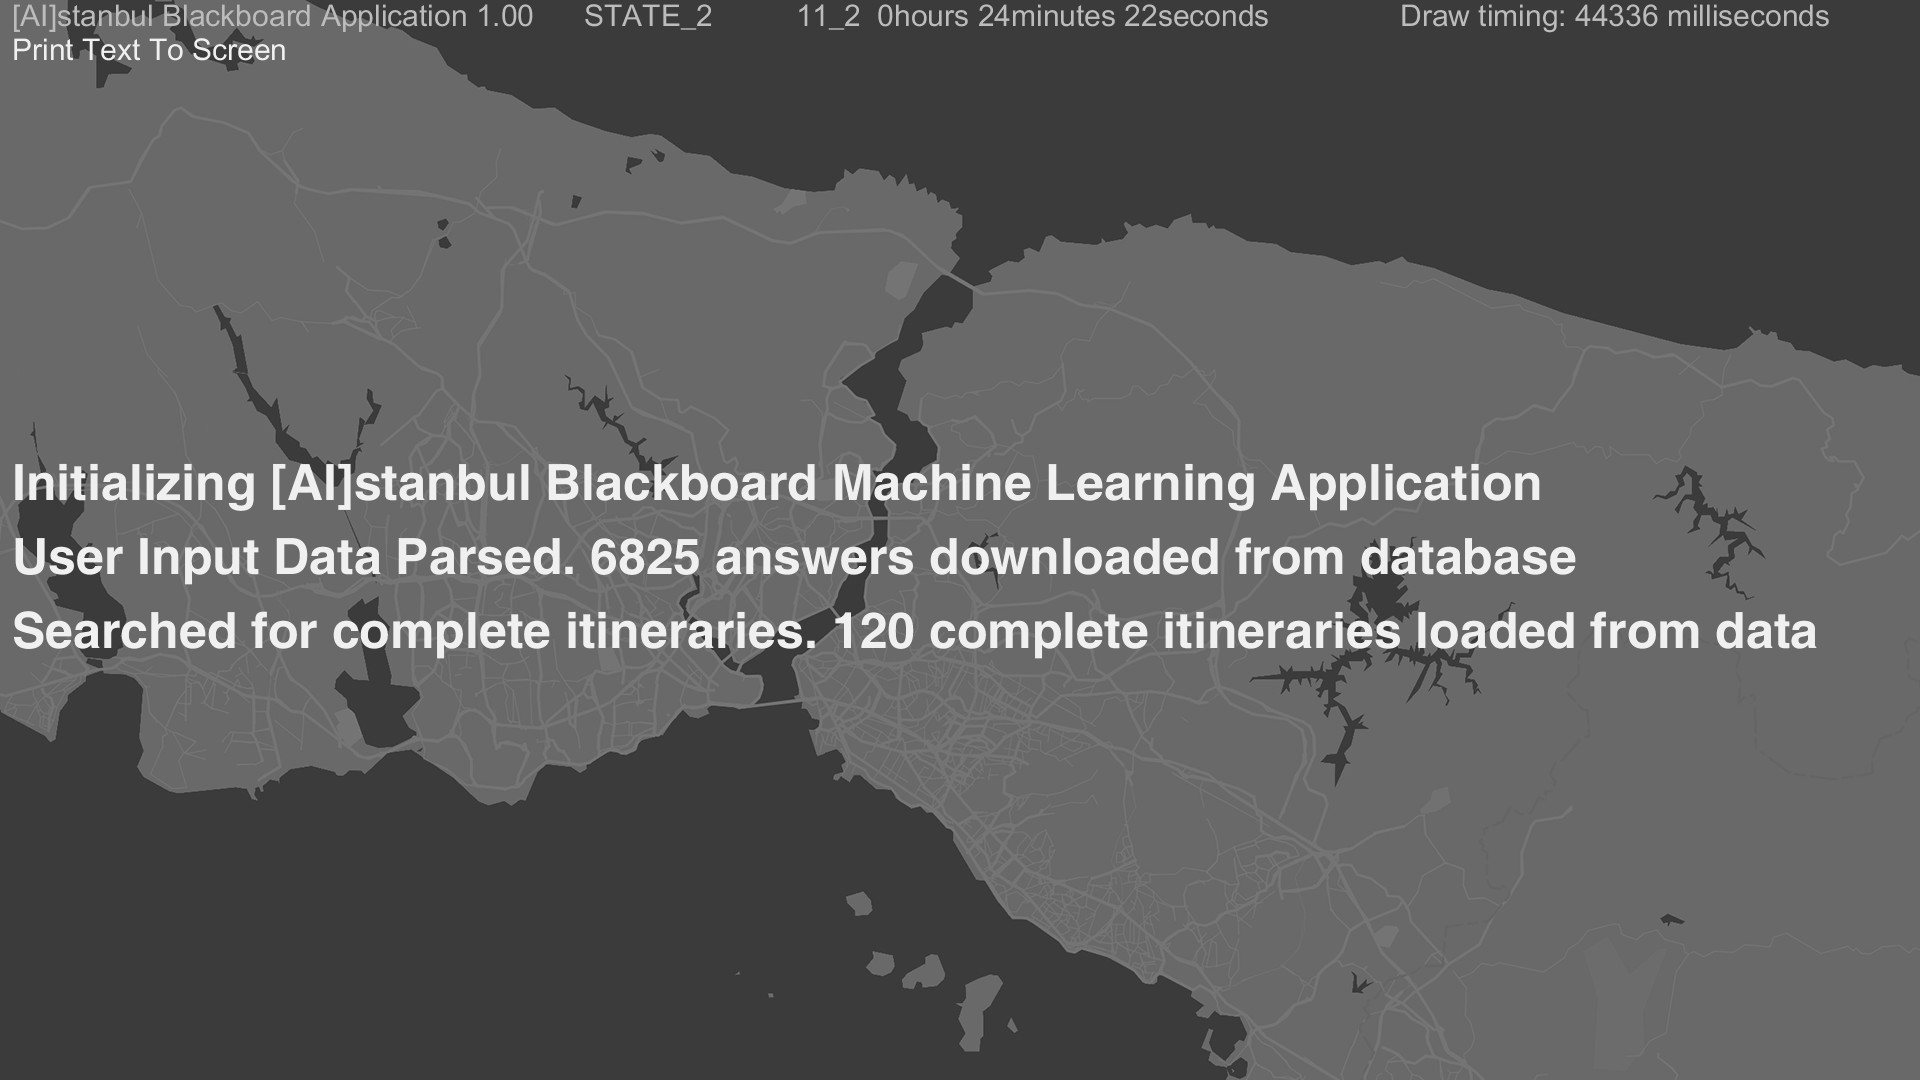 [AI]stanbul Blackboard Application 1.00 STATE_2 11_2 0hours 24minutes 22seconds Draw timing: 44336 milliseconds
Print Text To Screen
Initializing [AI]stanbul Blackboard Machine Learning Application
User Input Data Parsed. 6825 answers downloaded from database
Searched for complete itineraries. 120 complete itineraries loaded from data